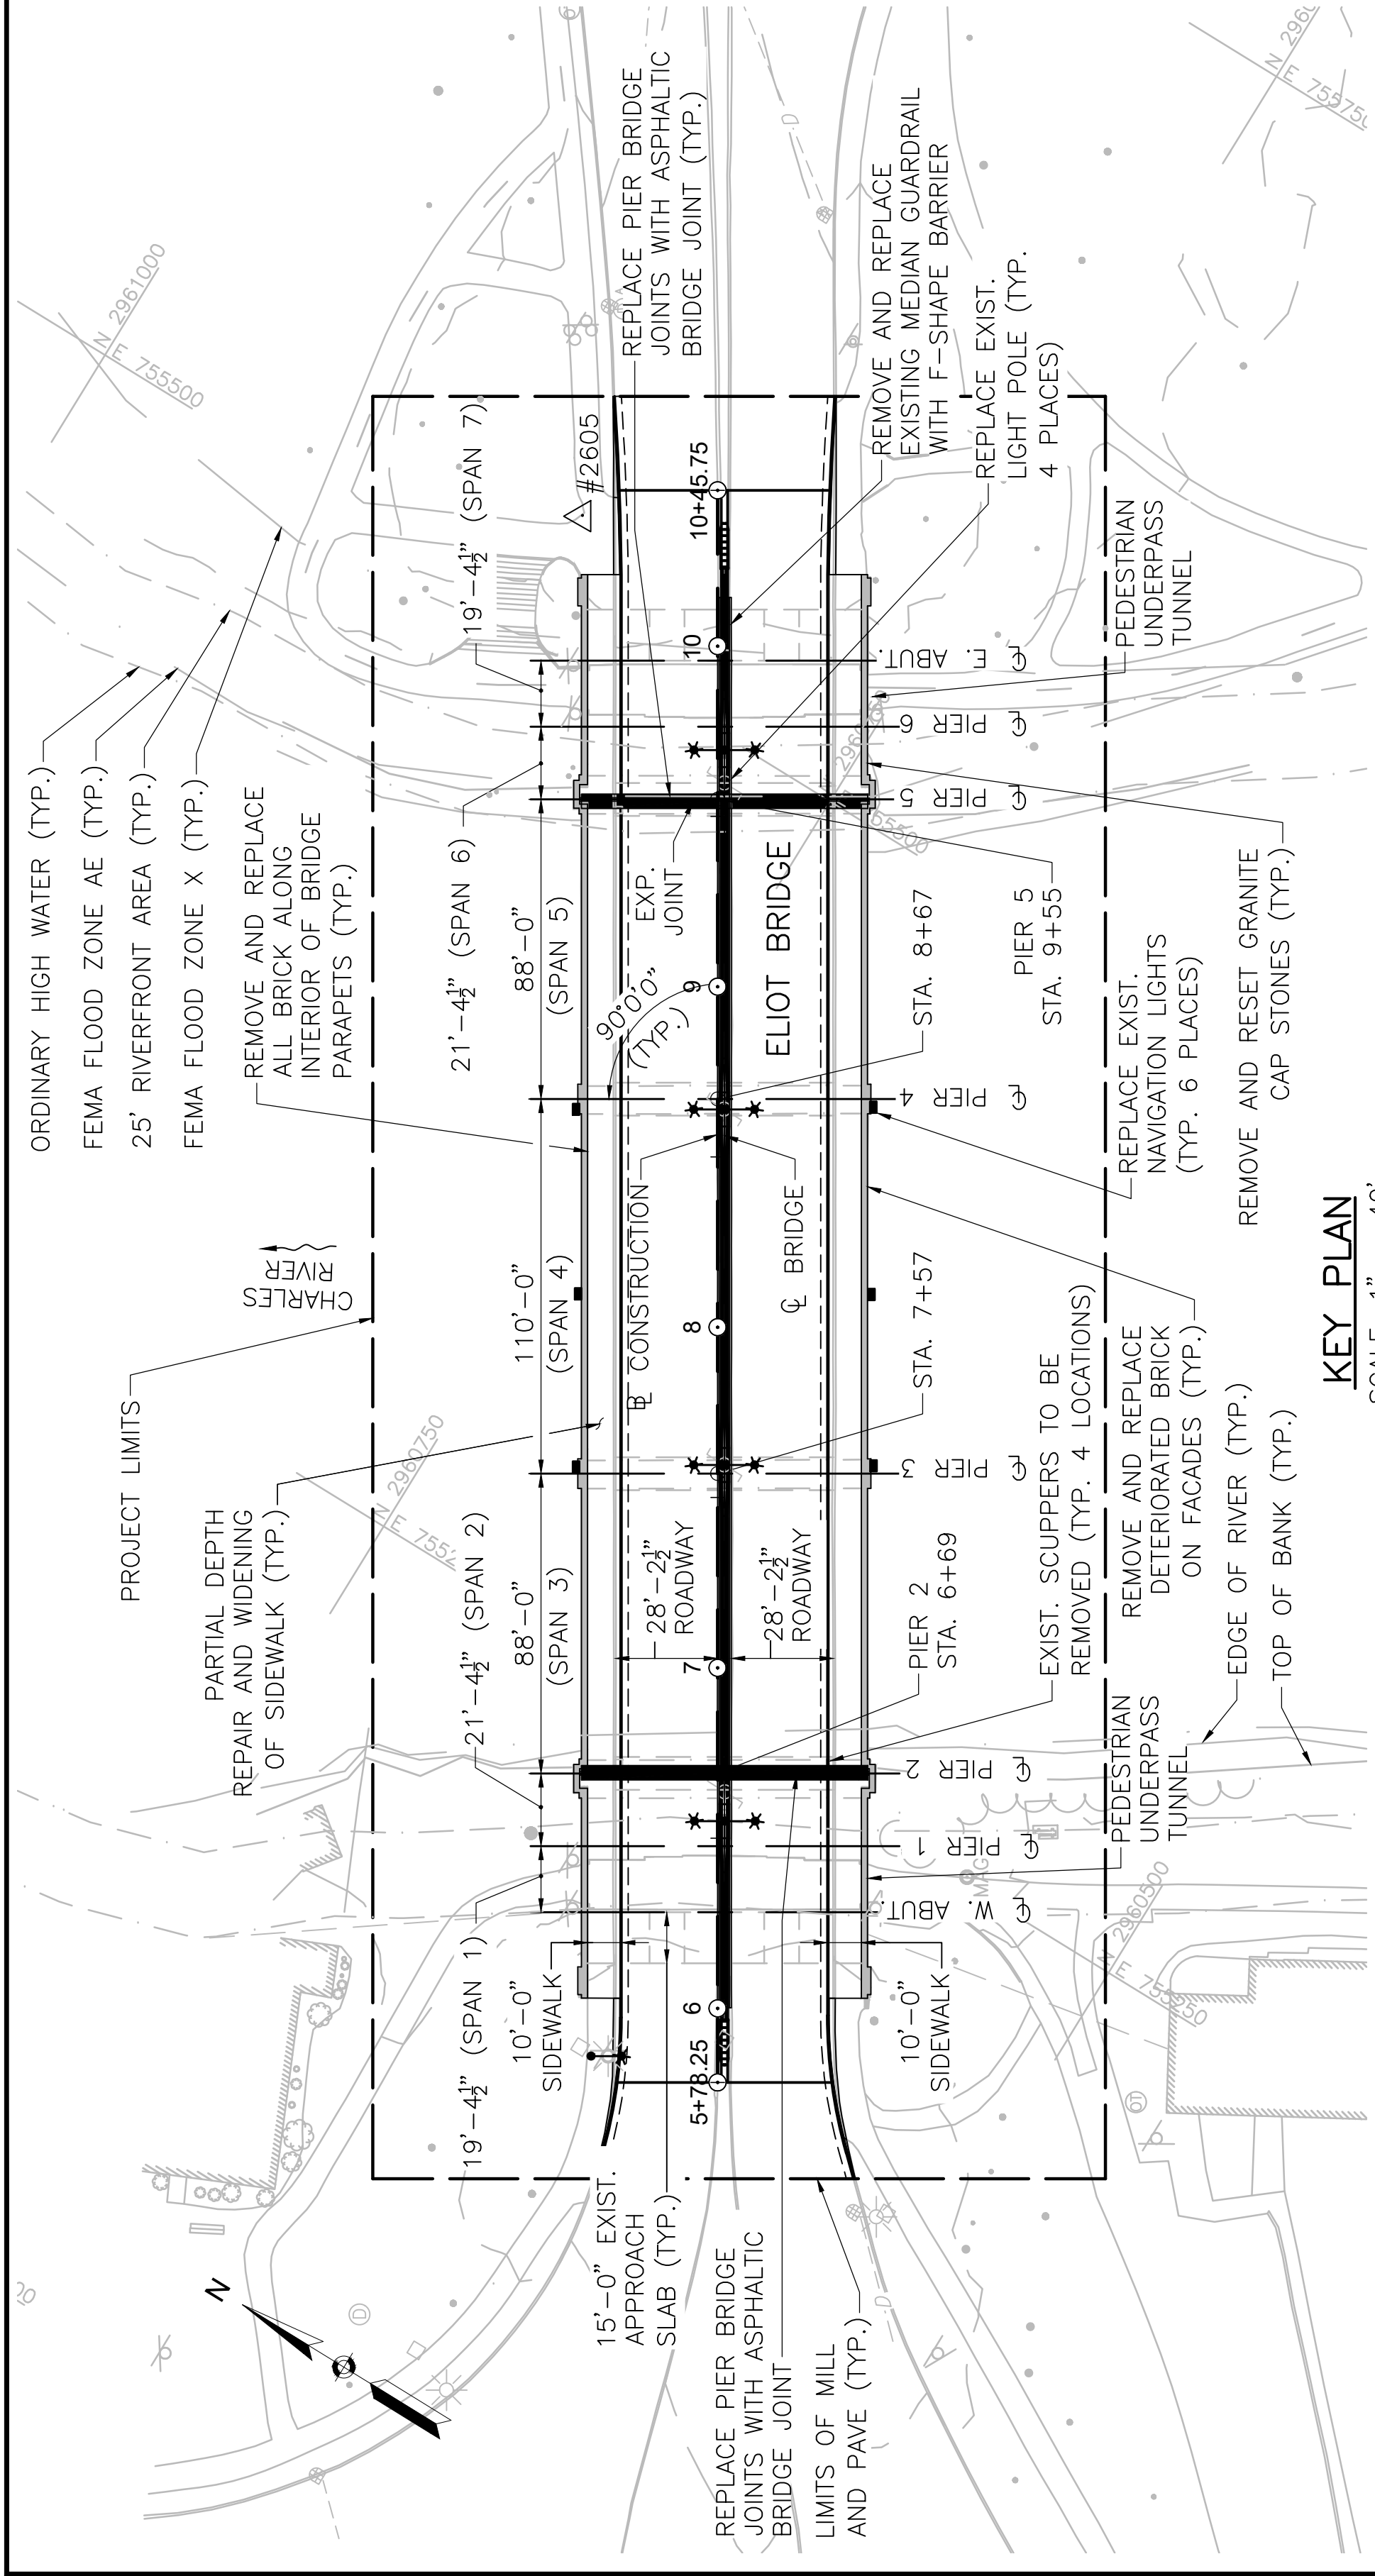 ORDINARY HIGH WATER (TYP.)
FEMA FLOOD ZONE AE (TYP.)
25' RIVERFRONT AREA (TYP.)
FEMA FLOOD ZONE X (TYP.)
REMOVE AND REPLACE
ALL BRICK ALONG
INTERIOR OF BRIDGE
PARAPETS (TYP.)
PROJECT LIMITS
PARTIAL DEPTH
REPAIR AND WIDENING
OF SIDEWALK (TYP.)
CHARLES
RIVER
N
N 2961000
E 755500
N 2960750
N 2960500
E 755250
E 755750
19'-4½" (SPAN 1)
21'-4½" (SPAN 2)
88'-0"
(SPAN 3)
110'-0"
(SPAN 4)
88'-0"
(SPAN 5)
21'-4½" (SPAN 6)
19'-4½" (SPAN 7)
#2605
REPLACE PIER BRIDGE
JOINTS WITH ASPHALTIC
BRIDGE JOINT (TYP.)
10'-0"
SIDEWALK
15'-0" EXIST.
APPROACH
SLAB (TYP.)
28'-2½"
ROADWAY
28'-2½"
ROADWAY
10'-0"
SIDEWALK
℄ CONSTRUCTION
℄ BRIDGE
EXP.
JOINT
90°0'0"
(TYP.)
ELIOT BRIDGE
5+78.25
6
7
8
9
10
10+45.75
REMOVE AND REPLACE
EXISTING MEDIAN GUARDRAIL
WITH F-SHAPE BARRIER
REPLACE EXIST.
LIGHT POLE (TYP.
4 PLACES)
℄ W. ABUT.
℄ PIER 1
℄ PIER 2
℄ PIER 3
℄ PIER 4
℄ PIER 5
℄ PIER 6
℄ E. ABUT.
PIER 2
STA. 6+69
STA. 7+57
STA. 8+67
PIER 5
STA. 9+55
REPLACE PIER BRIDGE
JOINTS WITH ASPHALTIC
BRIDGE JOINT
LIMITS OF MILL
AND PAVE (TYP.)
MAG
PEDESTRIAN
UNDERPASS
TUNNEL
EXIST. SCUPPERS TO BE
REMOVED (TYP. 4 LOCATIONS)
REMOVE AND REPLACE
DETERIORATED BRICK
ON FACADES (TYP.)
EDGE OF RIVER (TYP.)
TOP OF BANK (TYP.)
REPLACE EXIST.
NAVIGATION LIGHTS
(TYP. 6 PLACES)
REMOVE AND RESET GRANITE
CAP STONES (TYP.)
PEDESTRIAN
UNDERPASS
TUNNEL
KEY PLAN